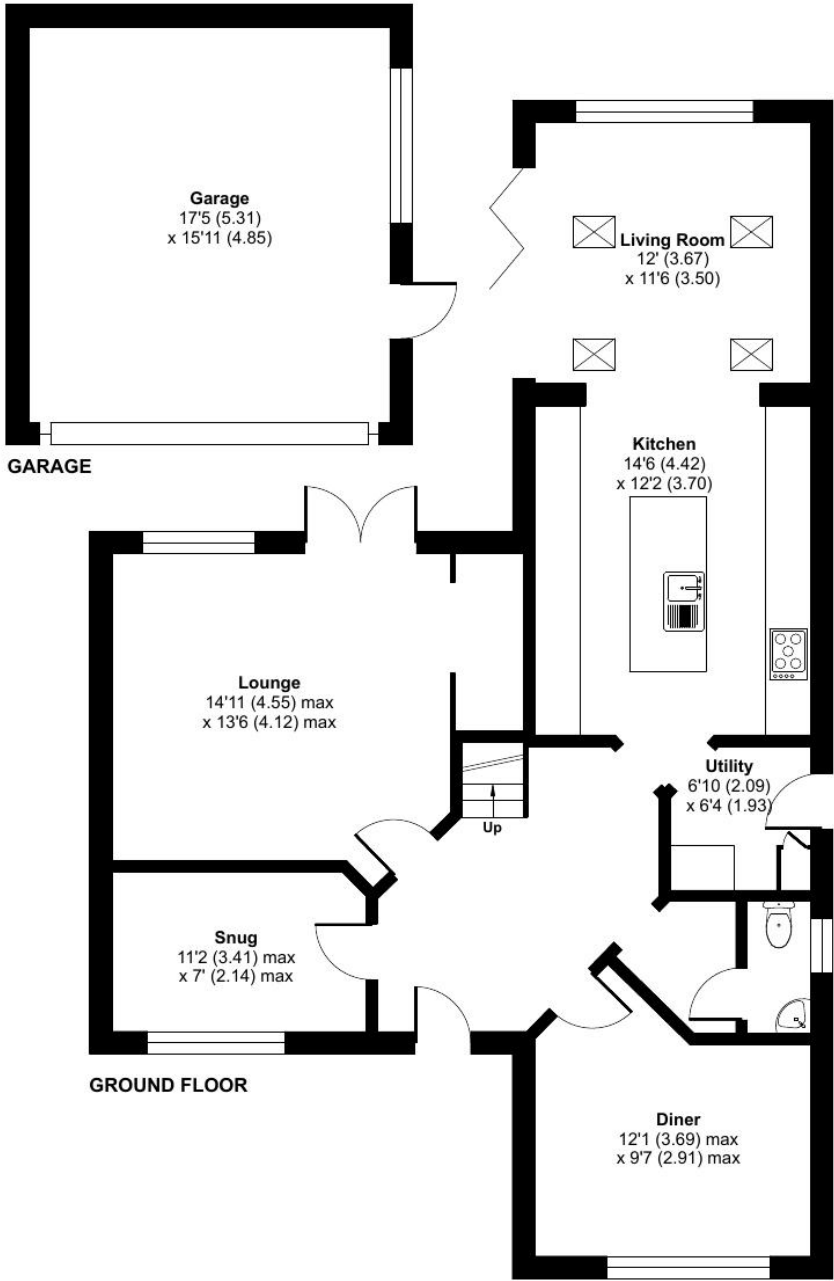 Garage
17'5 (5.31)
x 15'11 (4.85)
GARAGE
Living Room
12' (3.67)
x 11'6 (3.50)
Kitchen
14'6 (4.42)
x 12'2 (3.70)
Lounge
14'11 (4.55) max
x 13'6 (4.12) max
Utility
6'10 (2.09)
x 6'4 (1.93)
Up
Snug
11'2 (3.41) max
x 7' (2.14) max
GROUND FLOOR
Diner
12'1 (3.69) max
x 9'7 (2.91) max